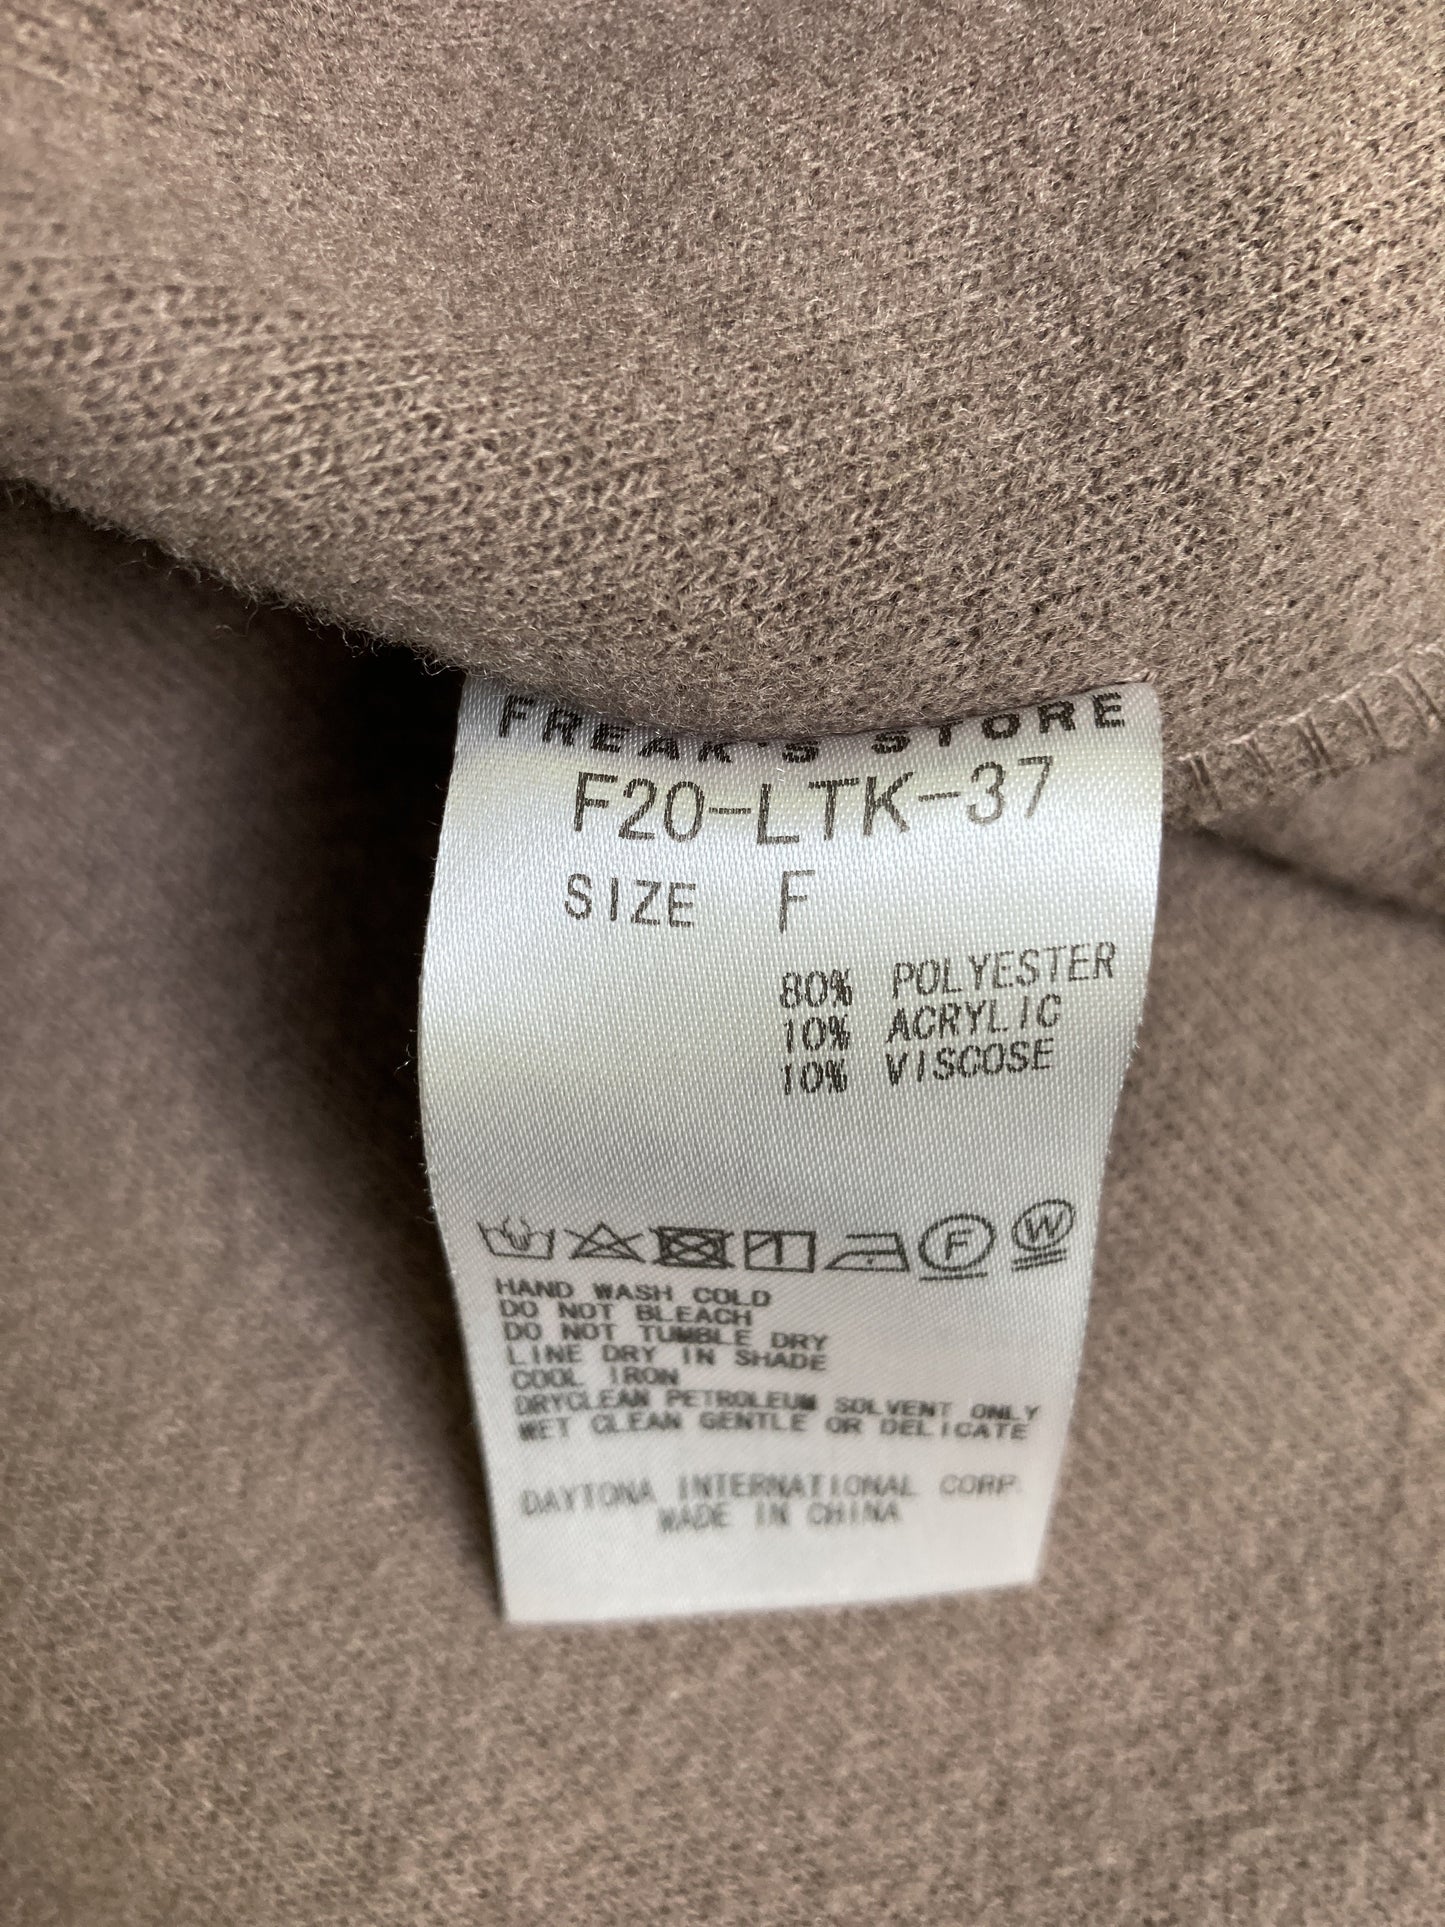 FREAK'S STORE
F20-LTK-37
SIZE F
80% POLYESTER
10% ACRYLIC
10% VISCOSE
F W
HAND WASH COLD
DO NOT BLEACH
DO NOT TUMBLE DRY
LINE DRY IN SHADE
COOL IRON
DRYCLEAN PETROLEUM SOLVENT ONLY
WET CLEAN GENTLE OR DELICATE
DAYTONA INTERNATIONAL CORP.
MADE IN CHINA